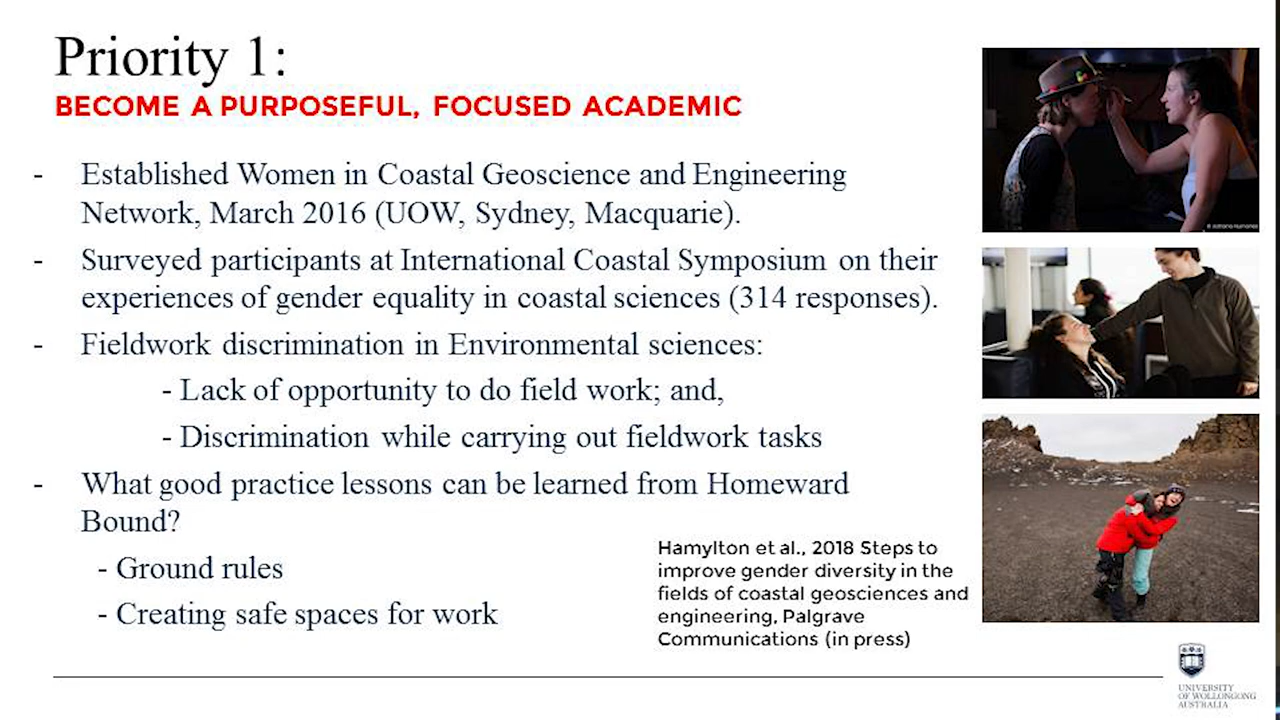 Priority 1:
BECOME A PURPOSEFUL, FOCUSED ACADEMIC
- Established Women in Coastal Geoscience and Engineering
Network, March 2016 (UOW, Sydney, Macquarie).
- Surveyed participants at International Coastal Symposium on their
experiences of gender equality in coastal sciences (314 responses).
- Fieldwork discrimination in Environmental sciences:
- Lack of opportunity to do field work; and,
- Discrimination while carrying out fieldwork tasks
- What good practice lessons can be learned from Homeward
Bound?
- Ground rules
- Creating safe spaces for work
Hamylton et al., 2018 Steps to
improve gender diversity in the
fields of coastal geosciences and
engineering, Palgrave
Communications (in press)
UNIVERSITY
OF WOLLONGONG
AUSTRALIA